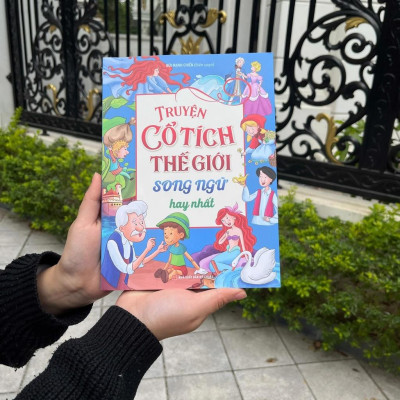 TRUYỆN
CỔ TÍCH
THẾ GIỚI
SONG NGỮ
hay nhất